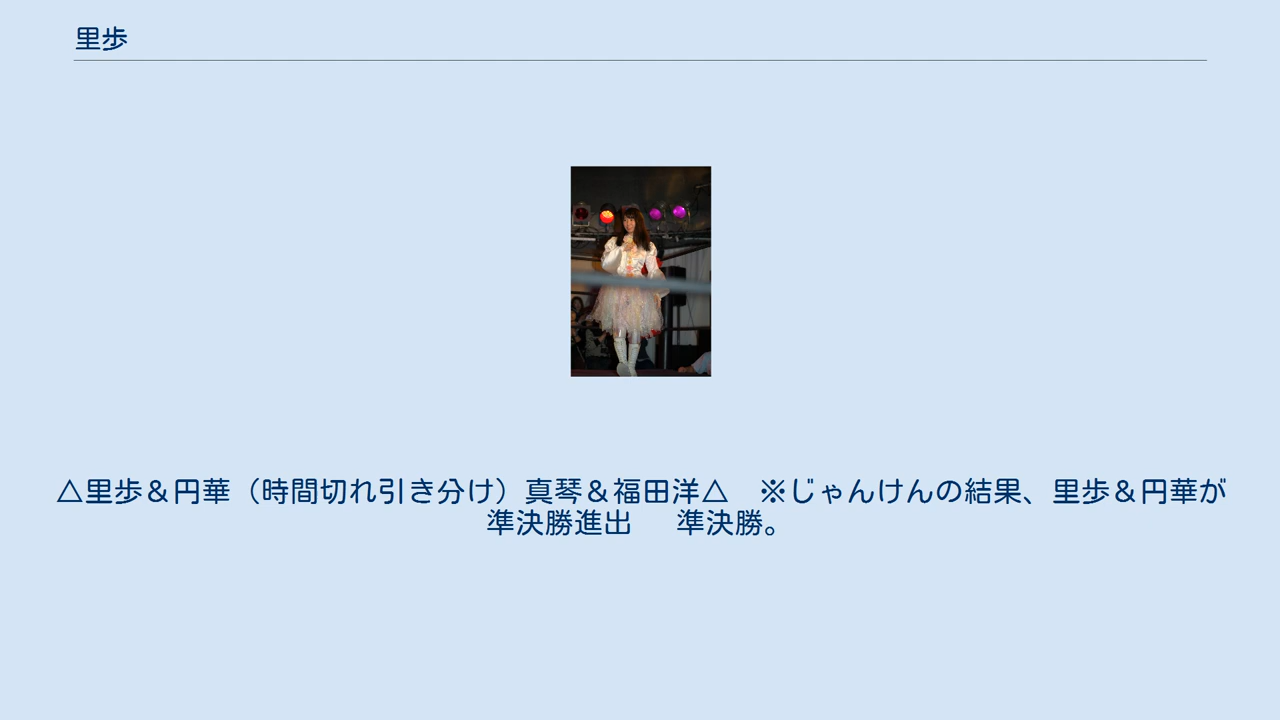 里歩
△里歩＆円華（時間切れ引き分け）真琴＆福田洋△　※じゃんけんの結果、里歩＆円華が
準決勝進出　 準決勝。